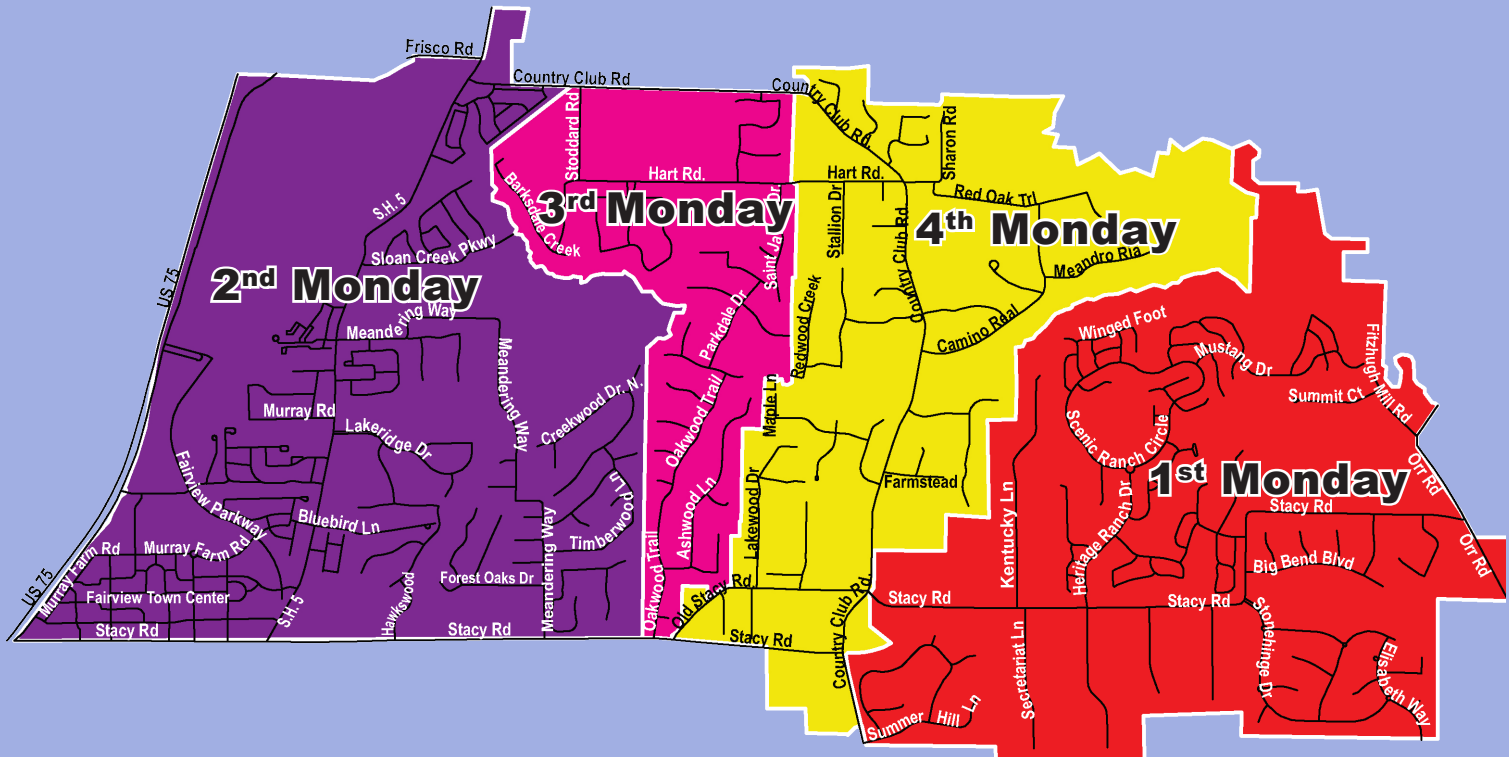 Frisco Rd
Country Club Rd
Country Club Rd.
Stoddard Rd
Sharon Rd
Hart Rd.
Hart Rd.
Barksdale Creek
3rd Monday
Red Oak Trl
S.H. 5
Stallion Dr
Country Club Rd
4th Monday
Sloan Creek Pkwy
Meandro Ria
US 75
2nd Monday
Redwood Creek
Parkdale Dr
Meandering Way
Camino Real
Winged Foot
Mustang Dr
Fitzhugh Mill Rd
Meandering Way
Summit Ct
Creekwood Dr. N.
Maple Ln
Murray Rd
Lakeridge Dr
Oakwood Trail
Scenic Ranch Circle
1st Monday
Orr Rd
Fairview Parkway
Timberwood Ln
Ashwood Ln
Lakewood Dr
Farmstead
Kentucky Ln
Heritage Ranch Dr
Stacy Rd
Bluebird Ln
Murray Farm Rd
Murray Farm Rd
Meandering Way
Orr Rd
Big Bend Blvd
US 75
Forest Oaks Dr
Fairview Town Center
S.H. 5
Hawkswood
Oakwood Trail
Old Stacy Rd.
Country Club Rd
Stacy Rd
Stacy Rd
Stonehinge Dr
Stacy Rd
Stacy Rd
Stacy Rd
Secretariat Ln
Elisabeth Way
Summer Hill Ln